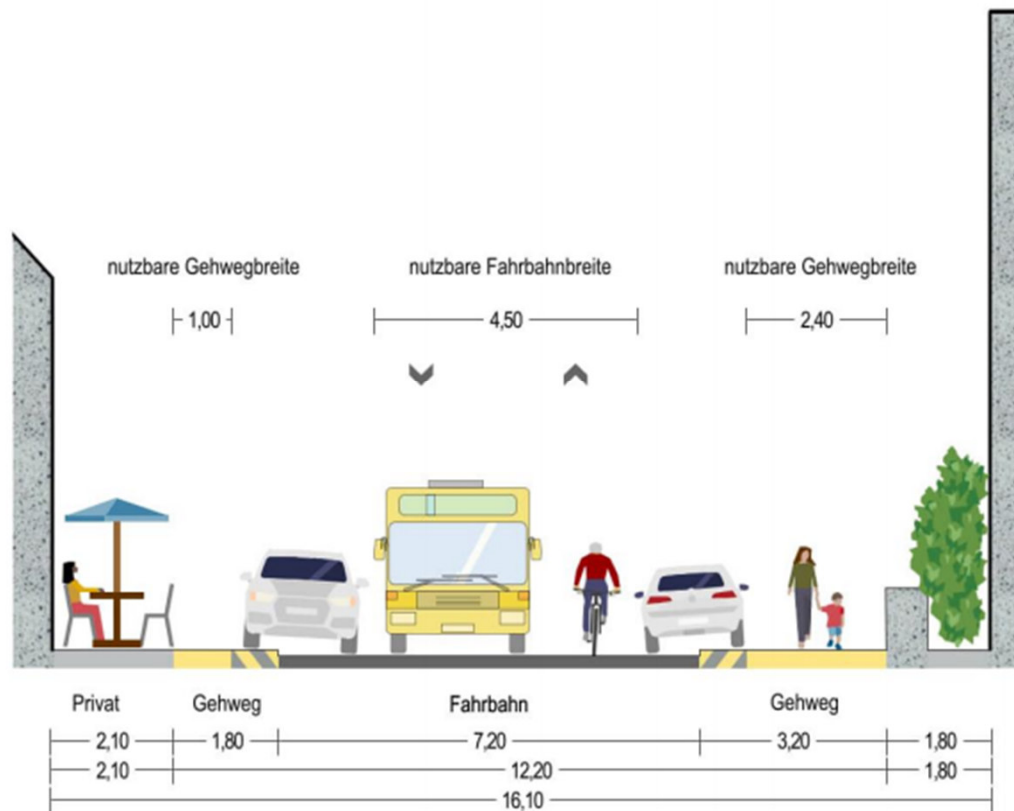 nutzbare Gehwegbreite nutzbare Fahrbahnbreite nutzbare Gehwegbreite
1,00 4,50 2,40
Privat Gehweg Fahrbahn Gehweg
2,10 1,80 7,20 3,20 1,80
2,10 12,20 1,80
16,10